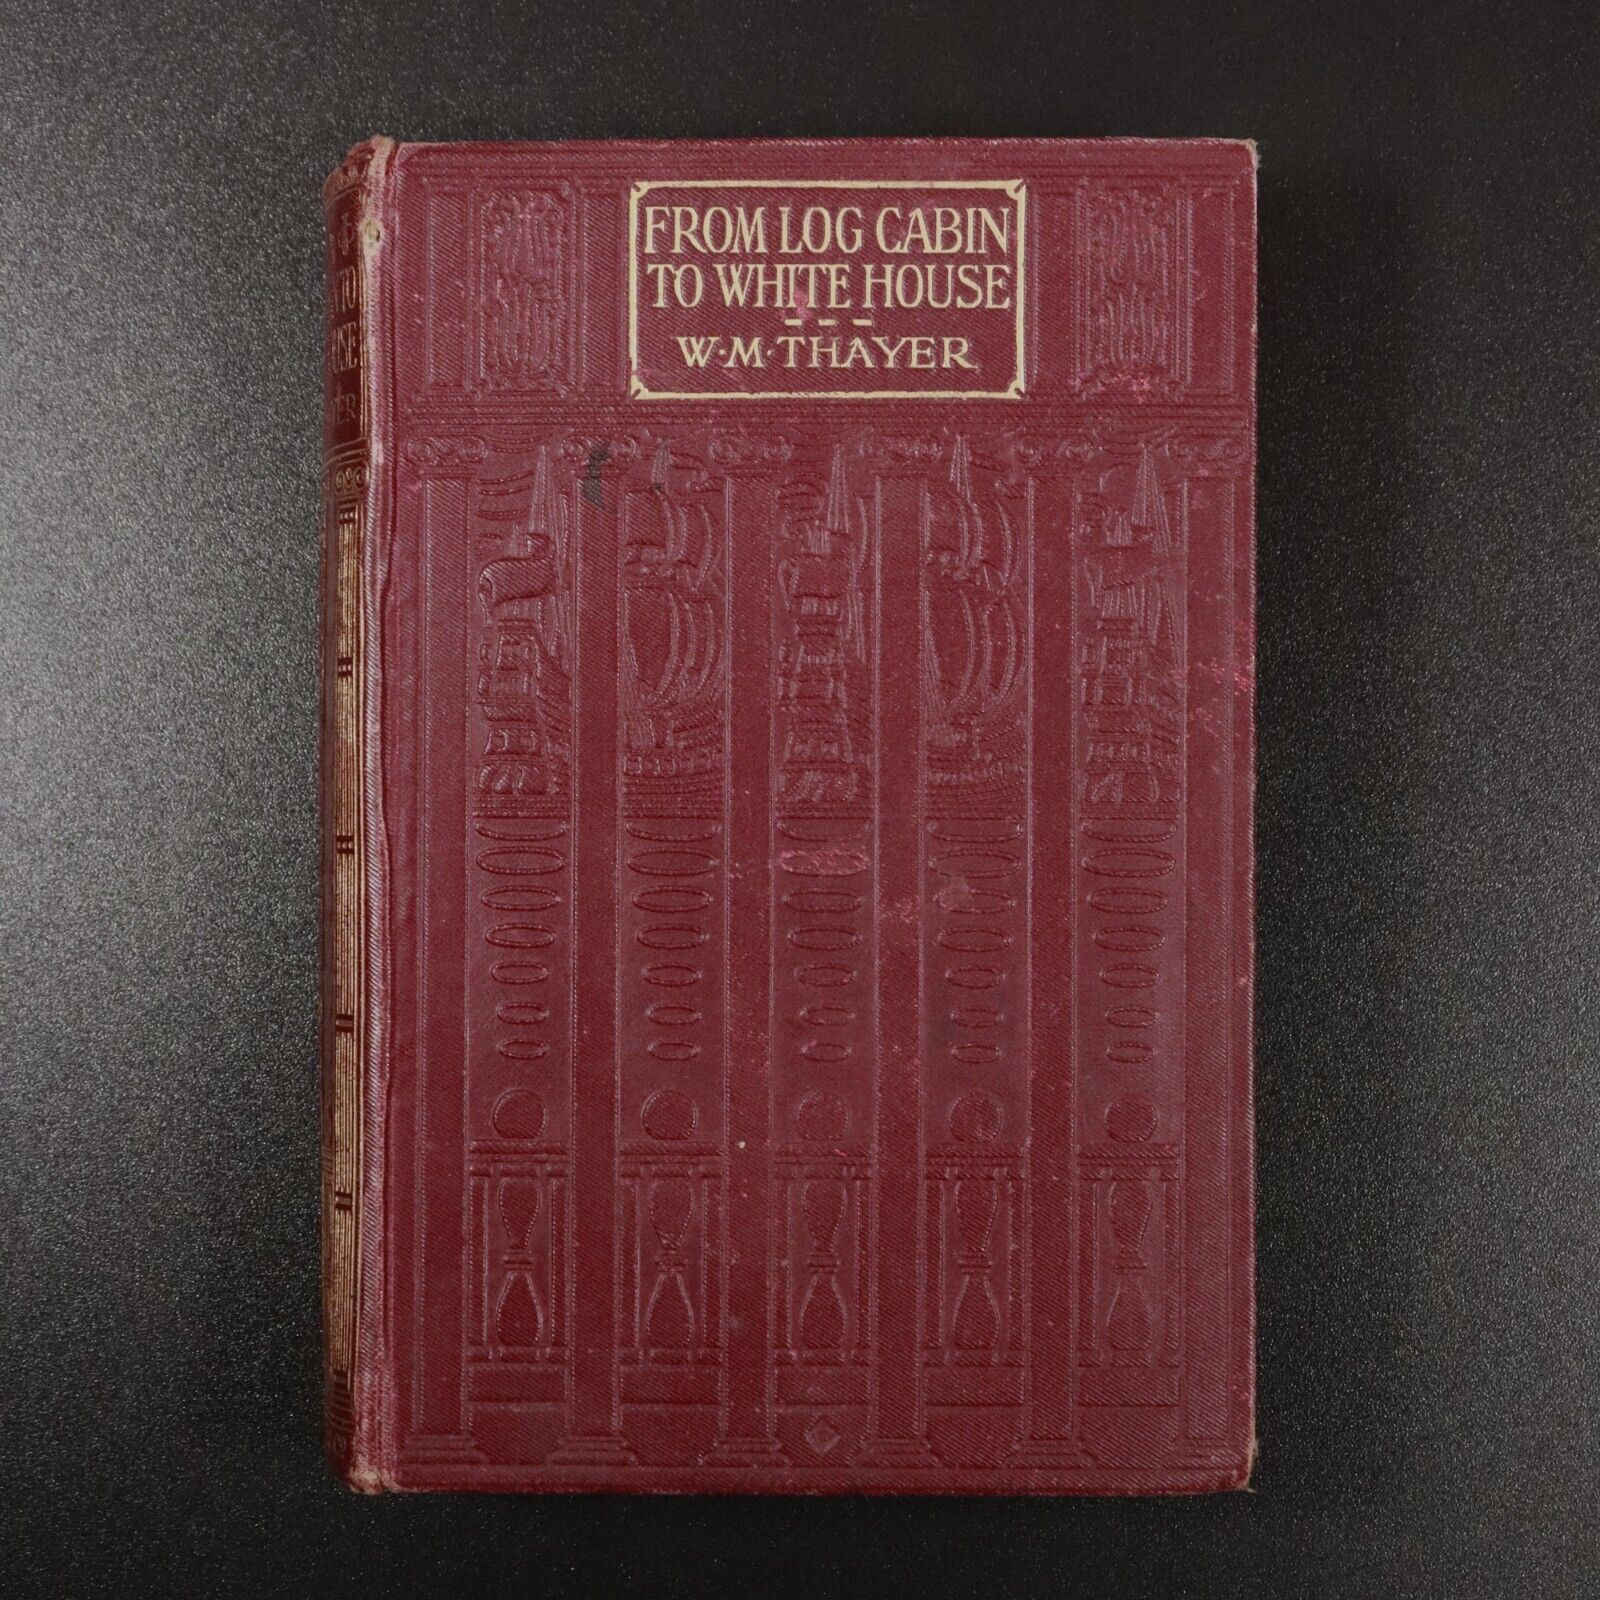 FROM LOG CABIN
TO WHITE HOUSE
W·M·THAYER